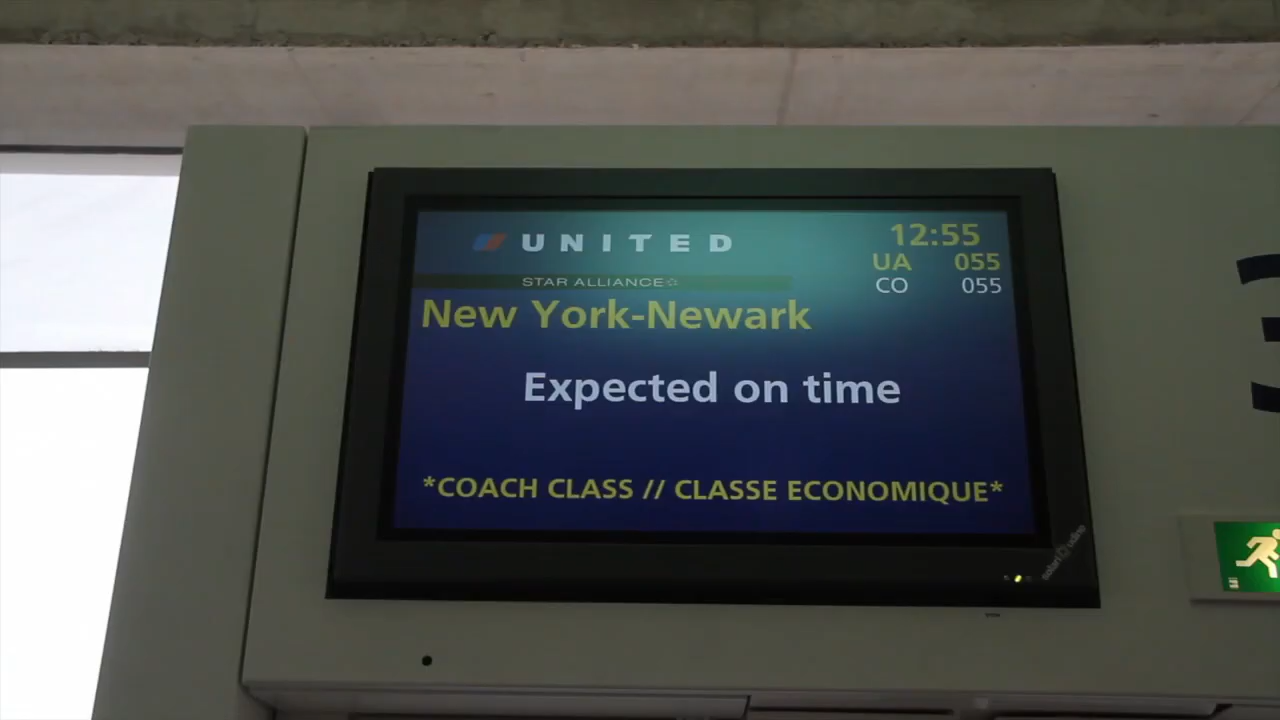 UNITED
12:55
UA 055
STAR ALLIANCE
CO 055
New York-Newark
Expected on time
*COACH CLASS // CLASSE ECONOMIQUE*